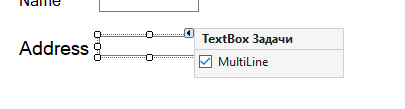 Name
Address
TextBox Задачи
MultiLine